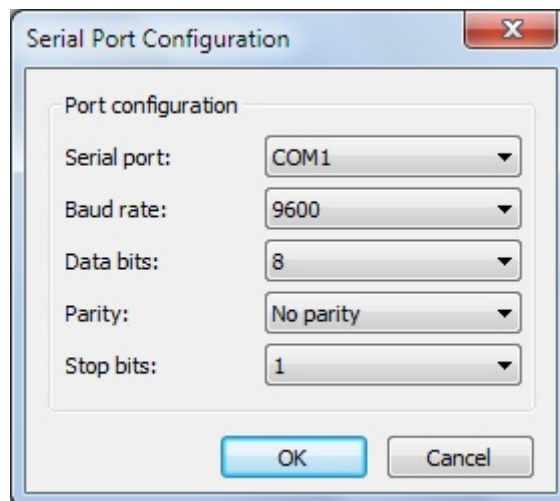 Serial Port Configuration
Port configuration
Serial port: COM1
Baud rate: 9600
Data bits: 8
Parity: No parity
Stop bits: 1
OK Cancel